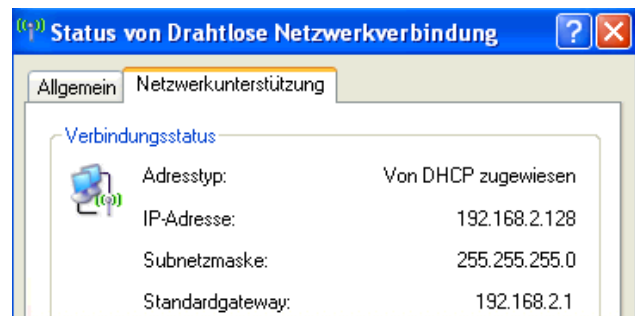 Status von Drahtlose Netzwerkverbindung
Allgemein Netzwerkunterstützung
Verbindungsstatus
Adresstyp: Von DHCP zugewiesen
IP-Adresse: 192.168.2.128
Subnetzmaske: 255.255.255.0
Standardgateway: 192.168.2.1